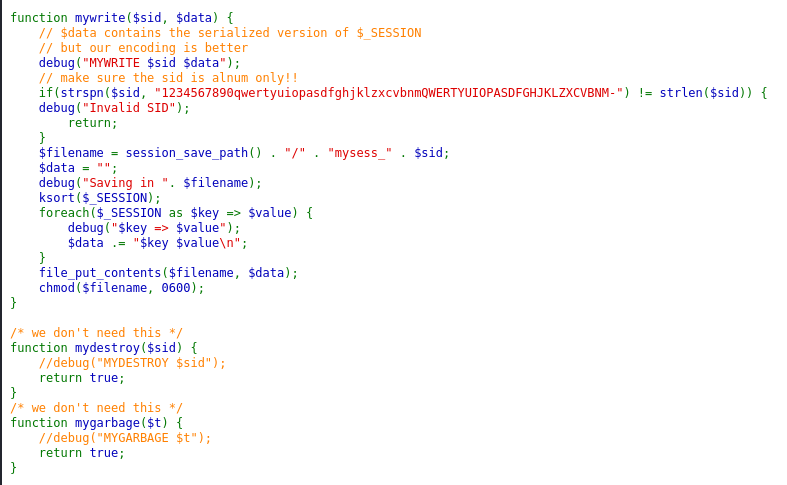 function mywrite($sid, $data) {
    // $data contains the serialized version of $_SESSION
    // but our encoding is better
    debug("MYWRITE $sid $data");
    // make sure the sid is alnum only!!
    if(strspn($sid, "1234567890qwertyuiopasdfghjklzxcvbnmQWERTYUIOPASDFGHJKLZXCVBNM-") != strlen($sid)) {
    debug("Invalid SID");
        return;
    }
    $filename = session_save_path() . "/" . "mysess_" . $sid;
    $data = "";
    debug("Saving in ". $filename);
    ksort($_SESSION);
    foreach($_SESSION as $key => $value) {
        debug("$key => $value");
        $data .= "$key $value\n";
    }
    file_put_contents($filename, $data);
    chmod($filename, 0600);
}

/* we don't need this */
function mydestroy($sid) {
    //debug("MYDESTROY $sid");
    return true;
}
/* we don't need this */
function mygarbage($t) {
    //debug("MYGARBAGE $t");
    return true;
}